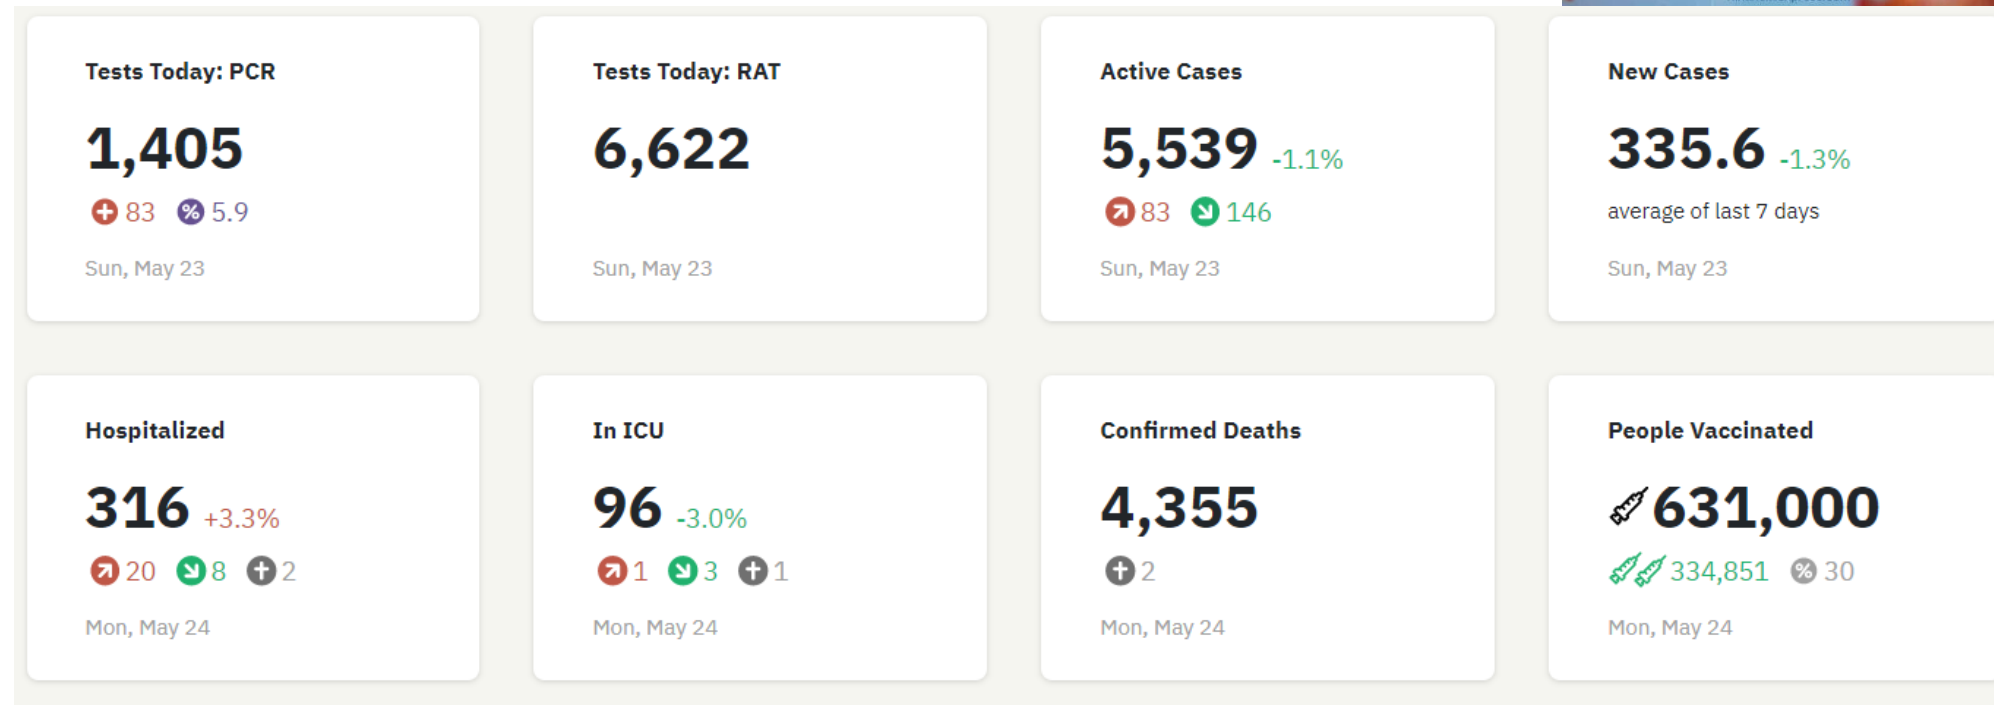 Tests Today: PCR
1,405
83 % 5.9
Sun, May 23
Tests Today: RAT
6,622
Sun, May 23
Active Cases
5,539 -1.1%
83 146
Sun, May 23
New Cases
335.6 -1.3%
average of last 7 days
Sun, May 23
Hospitalized
316 +3.3%
20 8 2
Mon, May 24
In ICU
96 -3.0%
1 3 1
Mon, May 24
Confirmed Deaths
4,355
2
Mon, May 24
People Vaccinated
631,000
334,851 % 30
Mon, May 24